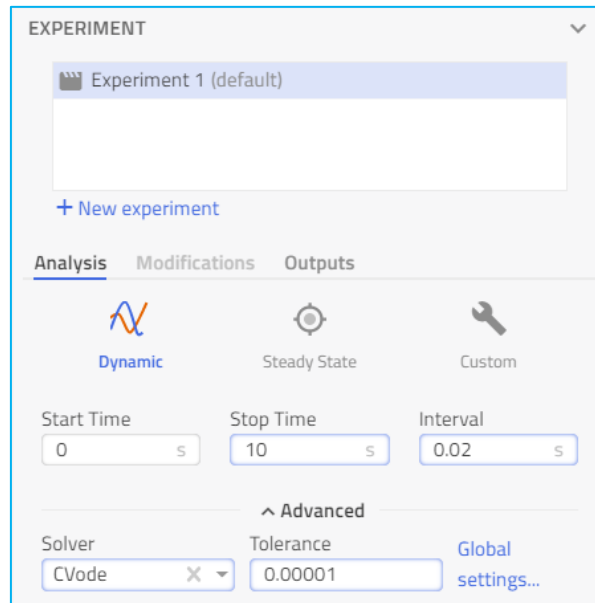 EXPERIMENT
Experiment 1 (default)
+ New experiment
Analysis Modifications Outputs
Dynamic Steady State Custom
Start Time Stop Time Interval
0 s 10 s 0.02 s
Advanced
Solver Tolerance Global
CVode 0.00001 settings...